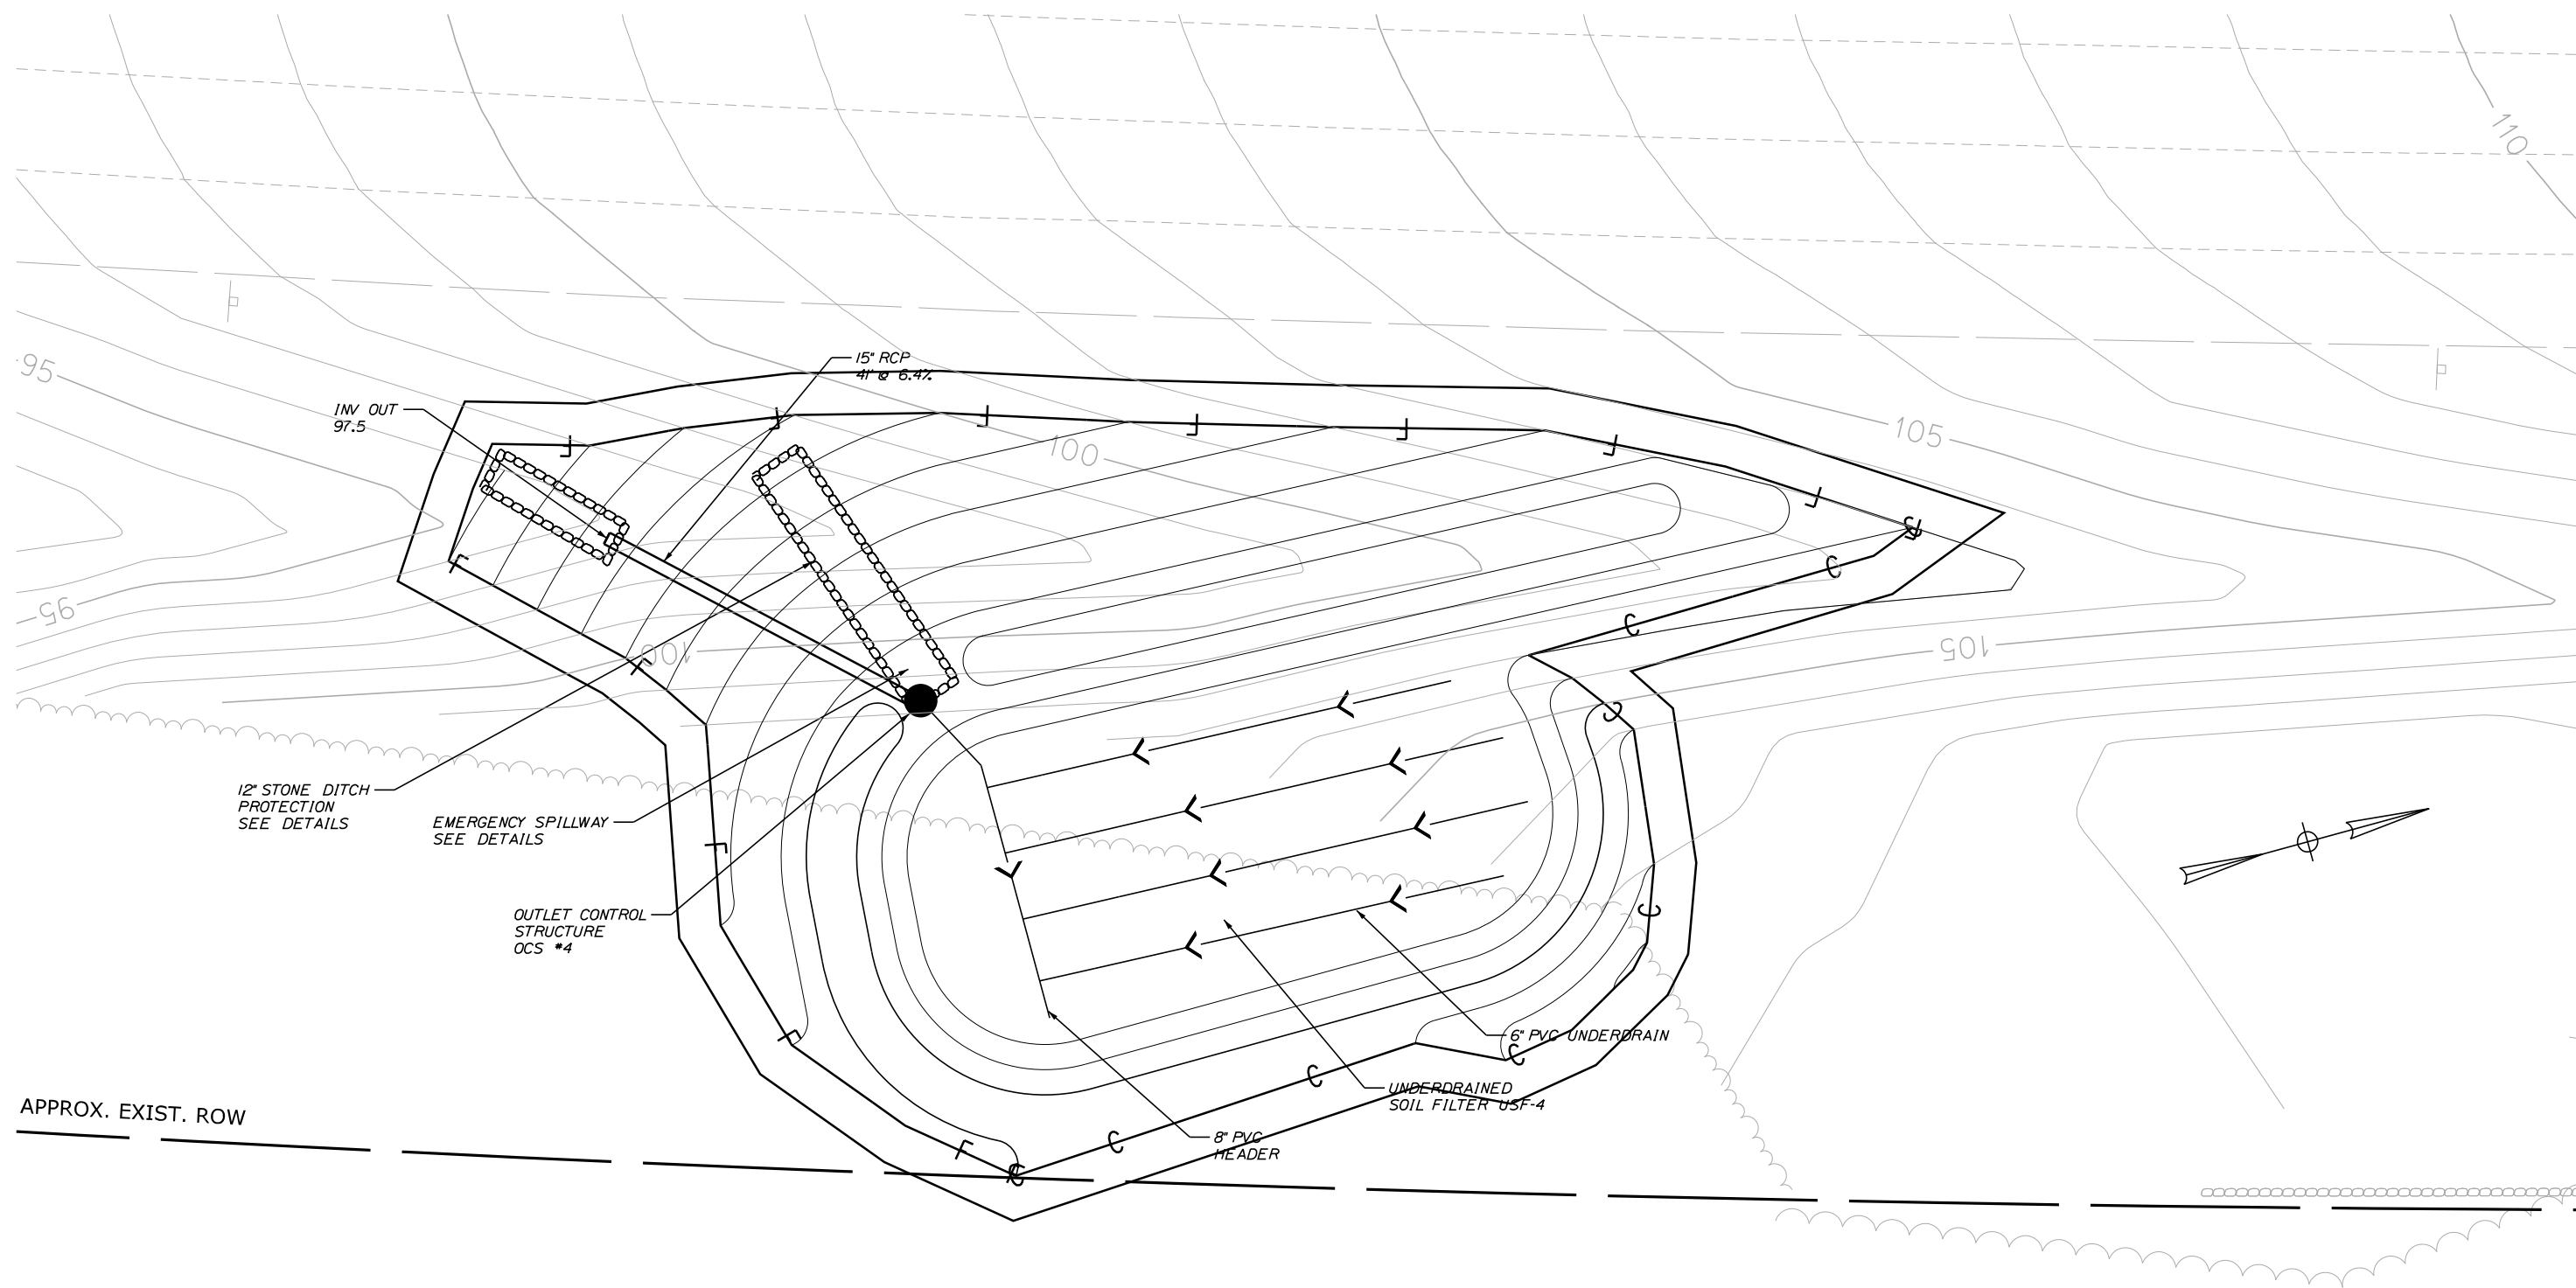 110
15" RCP
41' @ 6.4%
95
INV OUT
97.5
105
100
95
100
105
12" STONE DITCH
PROTECTION
SEE DETAILS
EMERGENCY SPILLWAY
SEE DETAILS
OUTLET CONTROL
STRUCTURE
OCS #4
6" PVC UNDERDRAIN
UNDERDRAINED
SOIL FILTER USF-4
APPROX. EXIST. ROW
8" PVC
HEADER